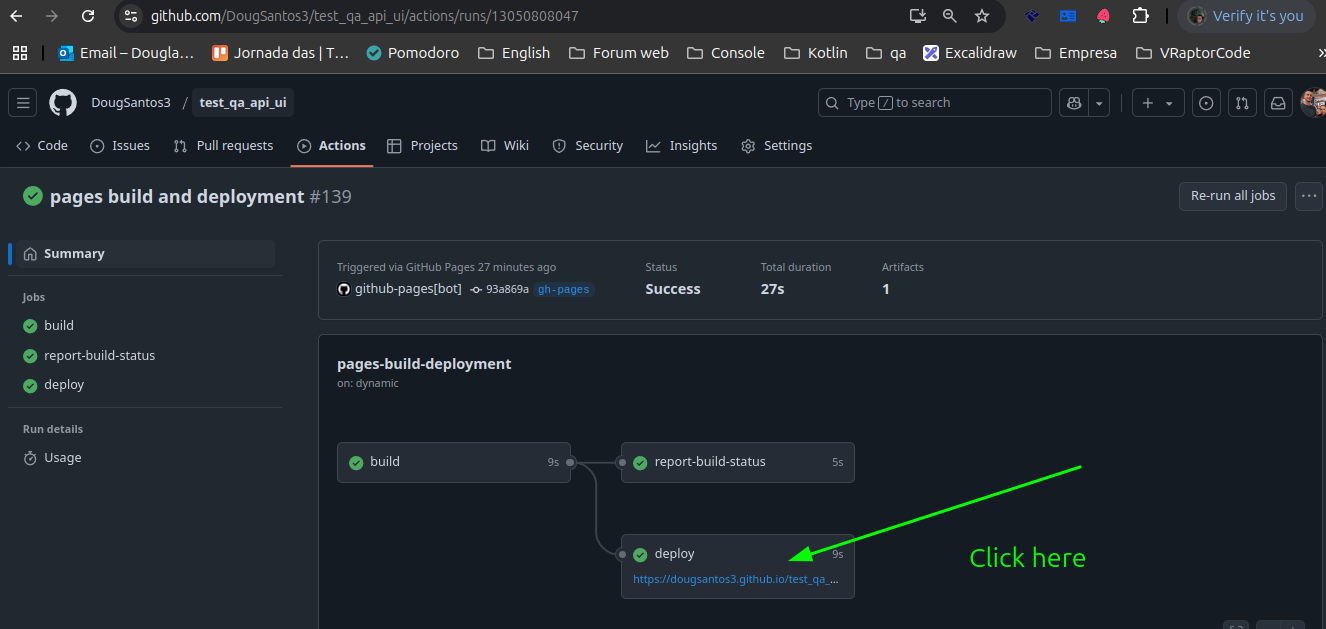 github.com/DougSantos3/test_qa_api_ui/actions/runs/13050808047
Verify it's you
Email – Dougla…
Jornada das | T…
Pomodoro
English
Forum web
Console
Kotlin
qa
Excalidraw
Empresa
VRaptorCode
»
DougSantos3 / test_qa_api_ui
Type / to search
Code
Issues
Pull requests
Actions
Projects
Wiki
Security
Insights
Settings
pages build and deployment #139
Re-run all jobs
Summary
Jobs
build
report-build-status
deploy
Run details
Usage
Triggered via GitHub Pages 27 minutes ago
github-pages[bot] 93a869a gh-pages
Status
Success
Total duration
27s
Artifacts
1
pages-build-deployment
on: dynamic
build 9s
report-build-status 5s
deploy 9s
https://dougsantos3.github.io/test_qa_...
Click here